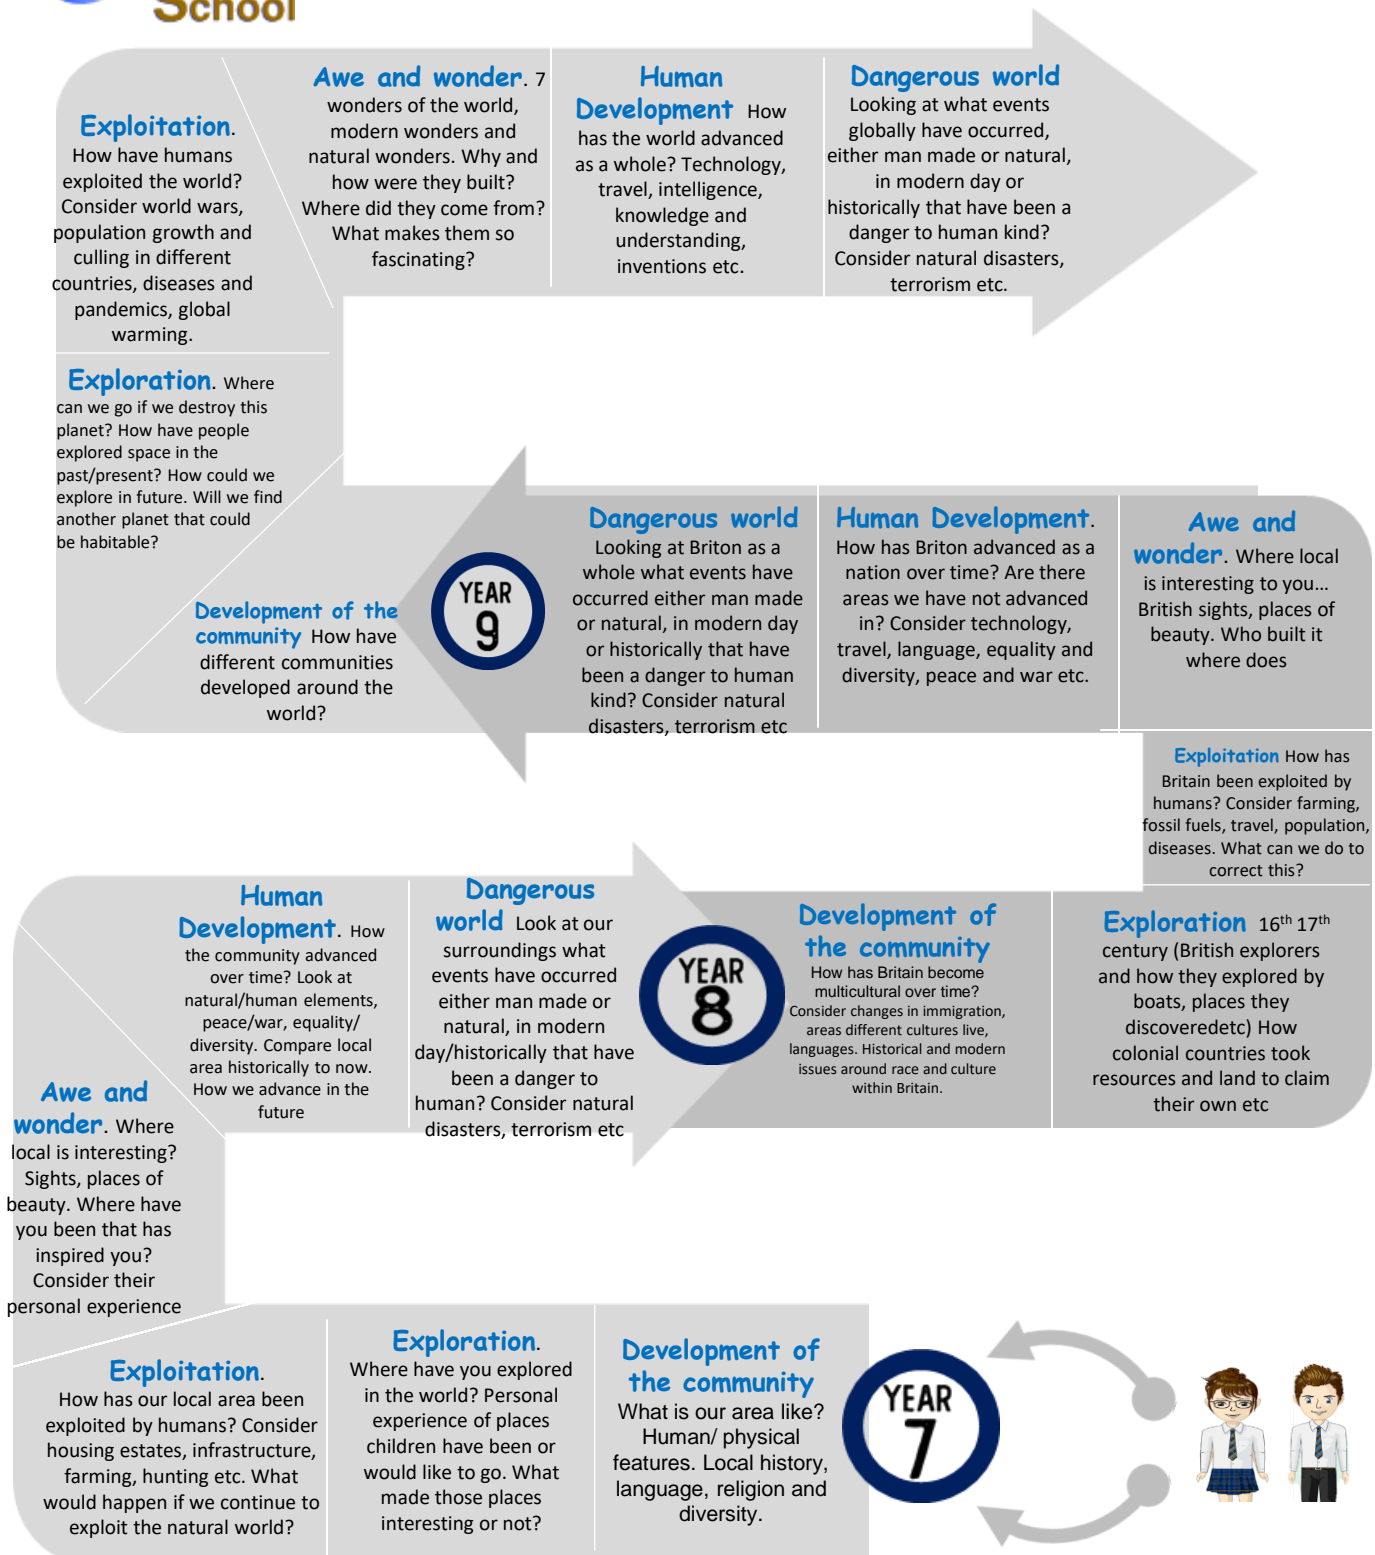 School
Exploitation.
How have humans
exploited the world?
Consider world wars,
population growth and
culling in different
countries, diseases and
pandemics, global
warming.
Awe and wonder. 7
wonders of the world,
modern wonders and
natural wonders. Why and
how were they built?
Where did they come from?
What makes them so
fascinating?
Human
Development How
has the world advanced
as a whole? Technology,
travel, intelligence,
knowledge and
understanding,
inventions etc.
Dangerous world
Looking at what events
globally have occurred,
either man made or natural,
in modern day or
historically that have been a
danger to human kind?
Consider natural disasters,
terrorism etc.
Exploration. Where
can we go if we destroy this
planet? How have people
explored space in the
past/present? How could we
explore in future. Will we find
another planet that could
be habitable?
Development of the
community How have
different communities
developed around the
world?
YEAR
9
Dangerous world
Looking at Briton as a
whole what events have
occurred either man made
or natural, in modern day
or historically that have
been a danger to human
kind? Consider natural
disasters, terrorism etc
Human Development.
How has Briton advanced as a
nation over time? Are there
areas we have not advanced
in? Consider technology,
travel, language, equality and
diversity, peace and war etc.
Awe and
wonder. Where local
is interesting to you...
British sights, places of
beauty. Who built it
where does
Exploitation How has
Britain been exploited by
humans? Consider farming,
fossil fuels, travel, population,
diseases. What can we do to
correct this?
Human
Development. How
the community advanced
over time? Look at
natural/human elements,
peace/war, equality/
diversity. Compare local
area historically to now.
How we advance in the
future
Dangerous
world Look at our
surroundings what
events have occurred
either man made or
natural, in modern
day/historically that have
been a danger to
human? Consider natural
disasters, terrorism etc
YEAR
8
Development of
the community
How has Britain become
multicultural over time?
Consider changes in immigration,
areas different cultures live,
languages. Historical and modern
issues around race and culture
within Britain.
Exploration 16th 17th
century (British explorers
and how they explored by
boats, places they
discoveredetc) How
colonial countries took
resources and land to claim
their own etc
Awe and
wonder. Where
local is interesting?
Sights, places of
beauty. Where have
you been that has
inspired you?
Consider their
personal experience
Exploitation.
How has our local area been
exploited by humans? Consider
housing estates, infrastructure,
farming, hunting etc. What
would happen if we continue to
exploit the natural world?
Exploration.
Where have you explored
in the world? Personal
experience of places
children have been or
would like to go. What
made those places
interesting or not?
Development of
the community
What is our area like?
Human/ physical
features. Local history,
language, religion and
diversity.
YEAR
7